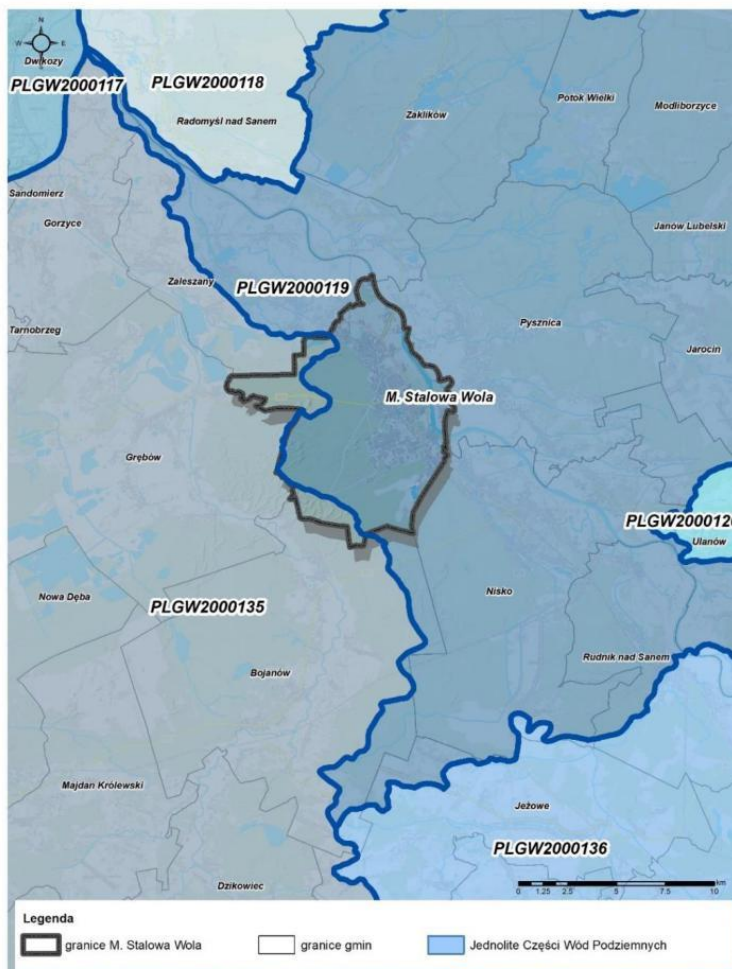 N
W E
S
Dwikozy
PLGW2000117
PLGW2000118
Radomyśl nad Sanem
Zaklików
Potok Wielki
Modliborzyce
Sandomierz
Gorzyce
Janów Lubelski
Zaleszany
PLGW2000119
Tarnobrzeg
Pysznica
Jarocin
M. Stalowa Wola
Grębów
PLGW200012
Ulanów
Nowa Dęba
PLGW2000135
Nisko
Rudnik nad Sanem
Bojanów
Majdan Królewski
Jeżowe
PLGW2000136
Dzikowiec
km
0 1.25 2.5 5 7.5 10
Legenda
granice M. Stalowa Wola
granice gmin
Jednolite Części Wód Podziemnych